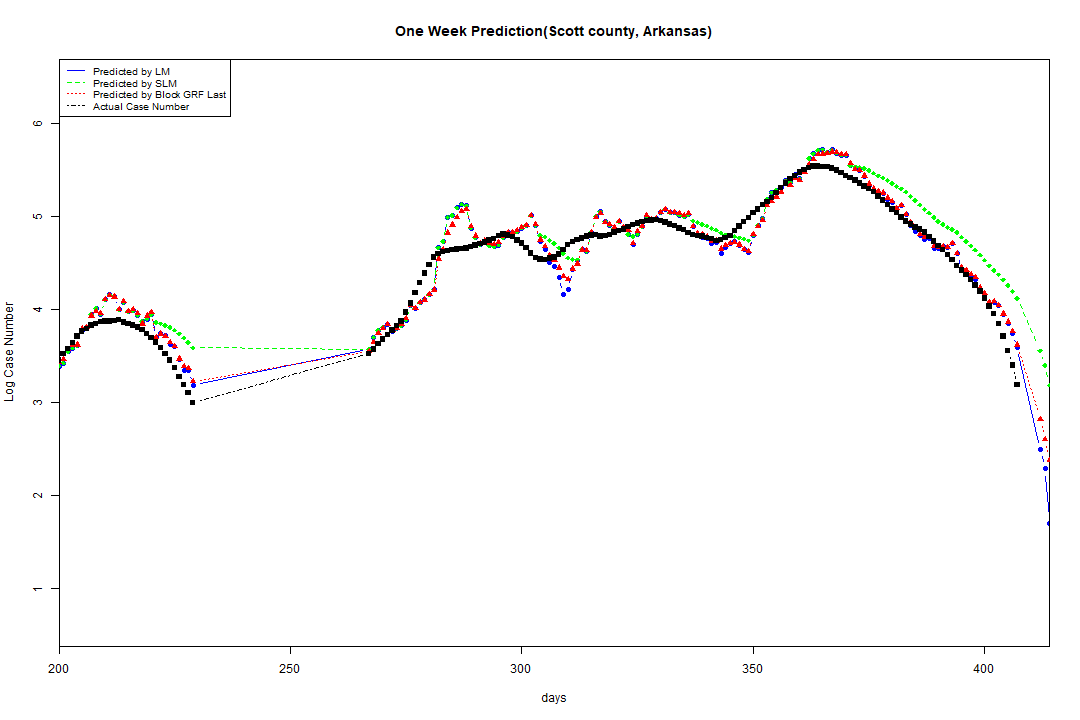 One Week Prediction(Scott county, Arkansas)
Predicted by LM
Predicted by SLM
Predicted by Block GRF Last
Actual Case Number
6
5
4
3
2
1
Log Case Number
200 250 300 350 400
days